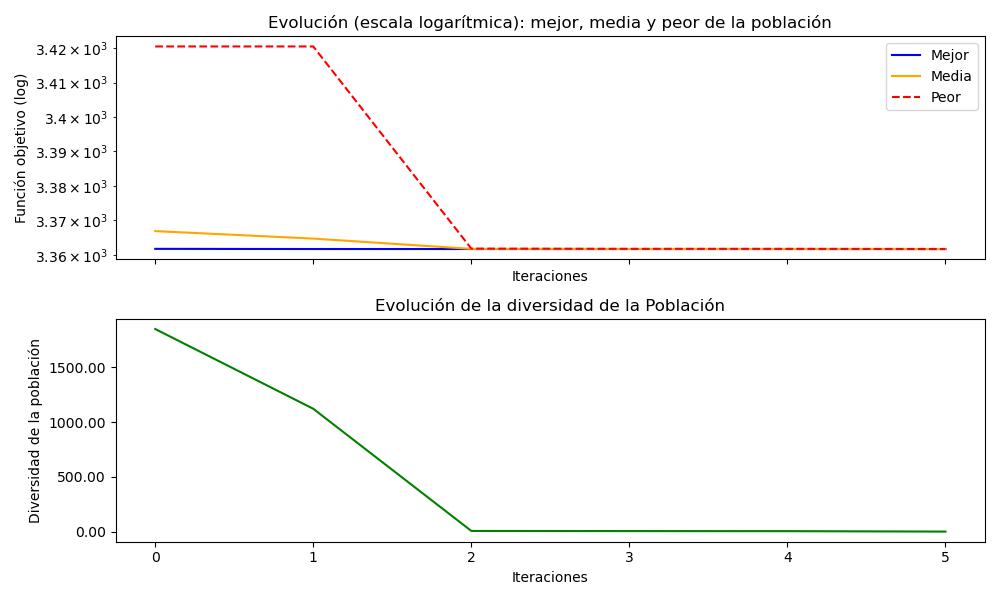 Evolución (escala logarítmica): mejor, media y peor de la población
Función objetivo (log)
3.42 × 10³
3.41 × 10³
3.4 × 10³
3.39 × 10³
3.38 × 10³
3.37 × 10³
3.36 × 10³
Mejor
Media
Peor
Iteraciones
Evolución de la diversidad de la Población
Diversidad de la población
1500.00
1000.00
500.00
0.00
0 1 2 3 4 5
Iteraciones